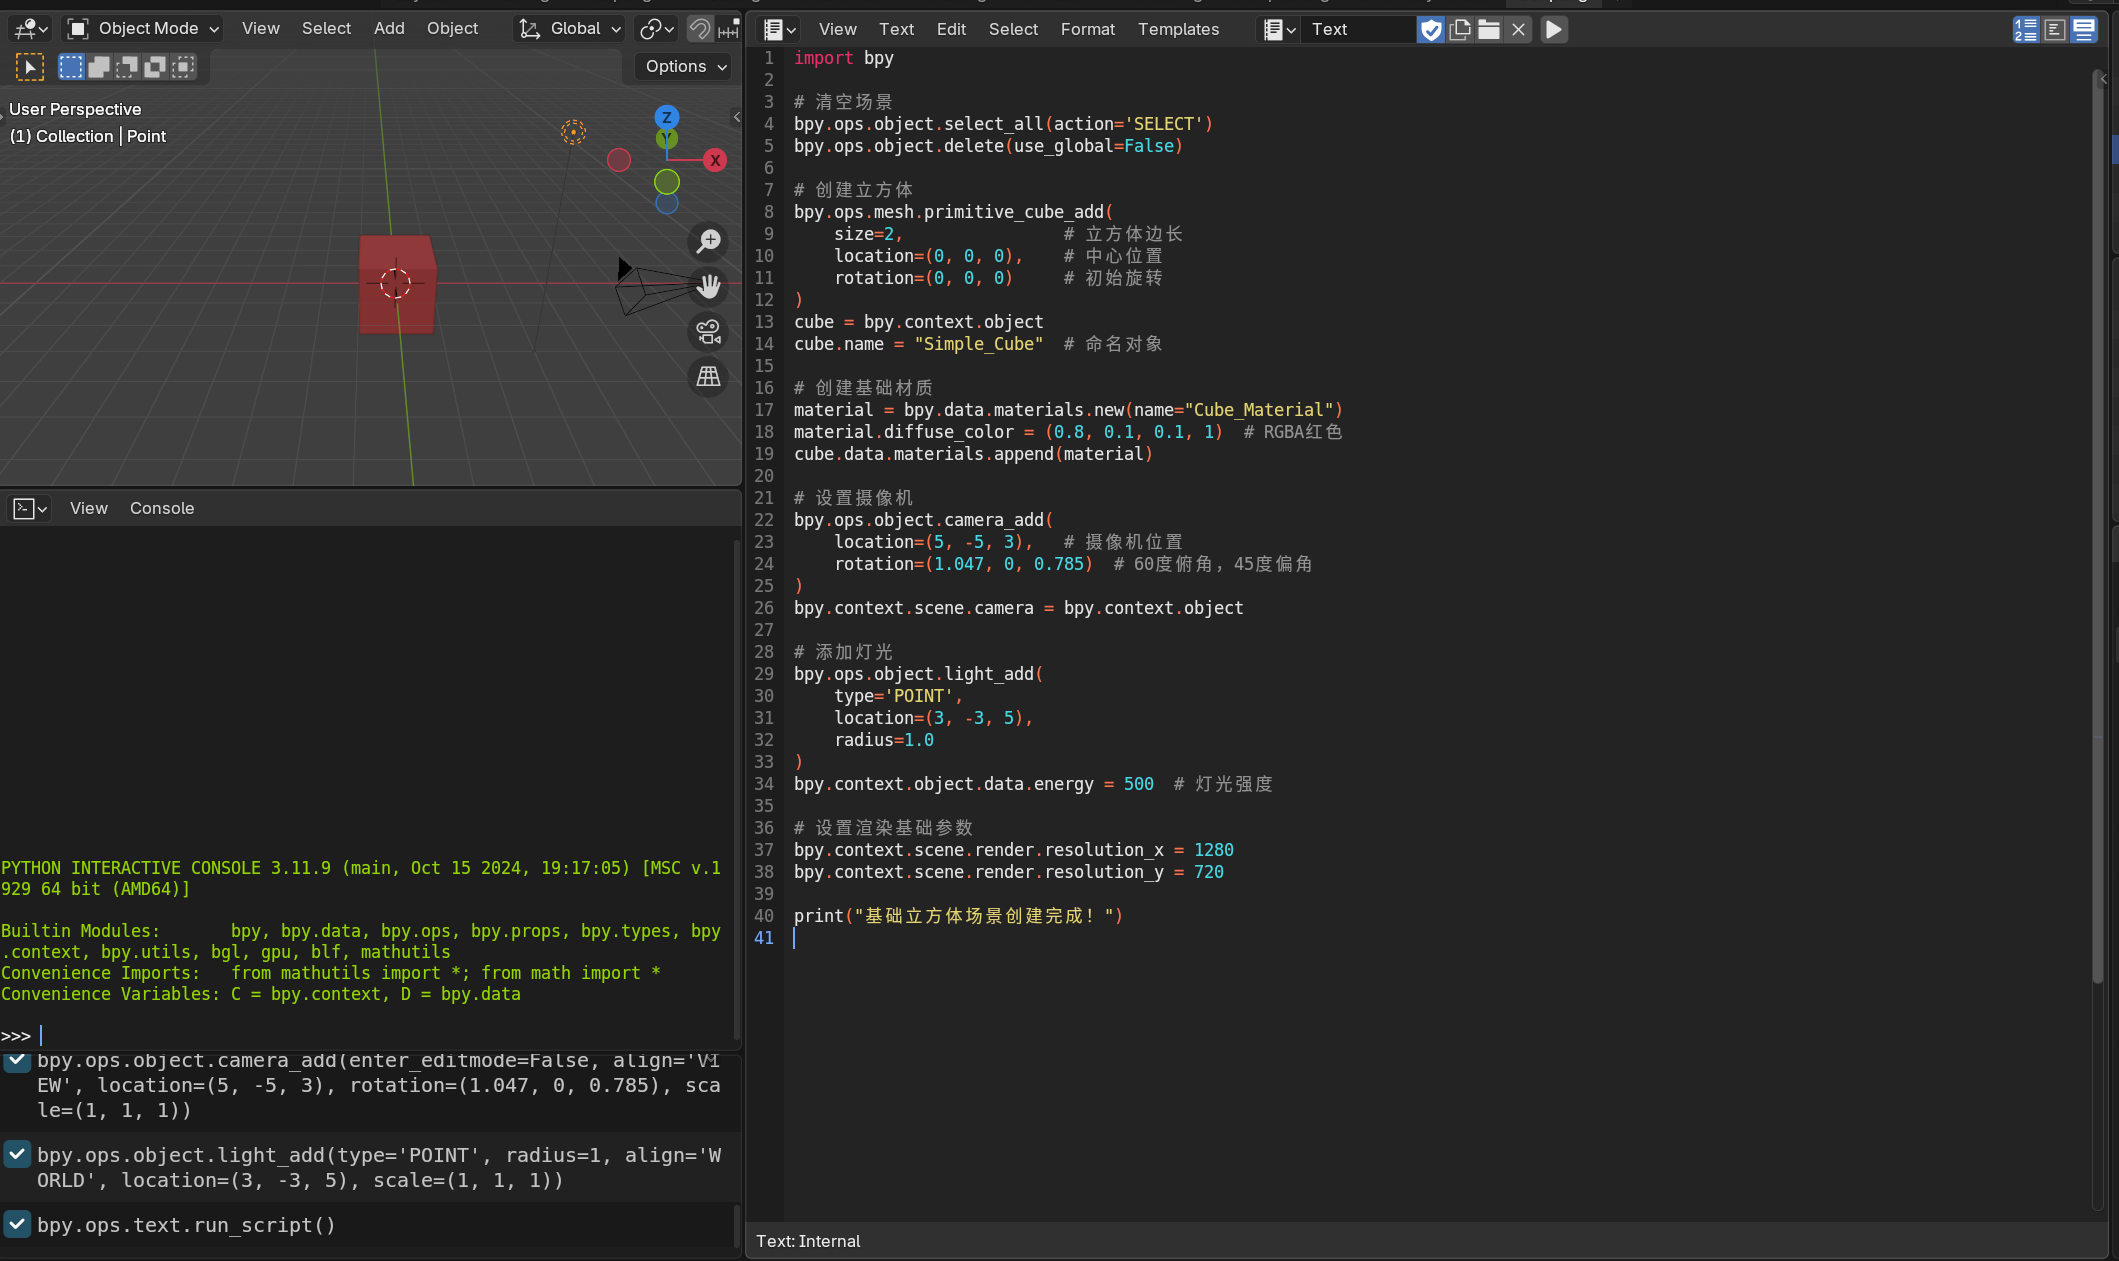 Object Mode View Select Add Object Global
Options
User Perspective
(1) Collection | Point
Z
Y
X
View Console
PYTHON INTERACTIVE CONSOLE 3.11.9 (main, Oct 15 2024, 19:17:05) [MSC v.1
929 64 bit (AMD64)]
Builtin Modules:       bpy, bpy.data, bpy.ops, bpy.props, bpy.types, bpy
.context, bpy.utils, bgl, gpu, blf, mathutils
Convenience Imports:   from mathutils import *; from math import *
Convenience Variables: C = bpy.context, D = bpy.data
>>>
bpy.ops.object.camera_add(enter_editmode=False, align='VI
EW', location=(5, -5, 3), rotation=(1.047, 0, 0.785), sca
le=(1, 1, 1))
bpy.ops.object.light_add(type='POINT', radius=1, align='W
ORLD', location=(3, -3, 5), scale=(1, 1, 1))
bpy.ops.text.run_script()
View Text Edit Select Format Templates Text
1 import bpy
2
3 # 清空场景
4 bpy.ops.object.select_all(action='SELECT')
5 bpy.ops.object.delete(use_global=False)
6
7 # 创建立方体
8 bpy.ops.mesh.primitive_cube_add(
9     size=2,                # 立方体边长
10     location=(0, 0, 0),    # 中心位置
11     rotation=(0, 0, 0)     # 初始旋转
12 )
13 cube = bpy.context.object
14 cube.name = "Simple_Cube"  # 命名对象
15
16 # 创建基础材质
17 material = bpy.data.materials.new(name="Cube_Material")
18 material.diffuse_color = (0.8, 0.1, 0.1, 1)  # RGBA红色
19 cube.data.materials.append(material)
20
21 # 设置摄像机
22 bpy.ops.object.camera_add(
23     location=(5, -5, 3),   # 摄像机位置
24     rotation=(1.047, 0, 0.785)  # 60度俯角，45度偏角
25 )
26 bpy.context.scene.camera = bpy.context.object
27
28 # 添加灯光
29 bpy.ops.object.light_add(
30     type='POINT',
31     location=(3, -3, 5),
32     radius=1.0
33 )
34 bpy.context.object.data.energy = 500  # 灯光强度
35
36 # 设置渲染基础参数
37 bpy.context.scene.render.resolution_x = 1280
38 bpy.context.scene.render.resolution_y = 720
39
40 print("基础立方体场景创建完成！")
41
Text: Internal